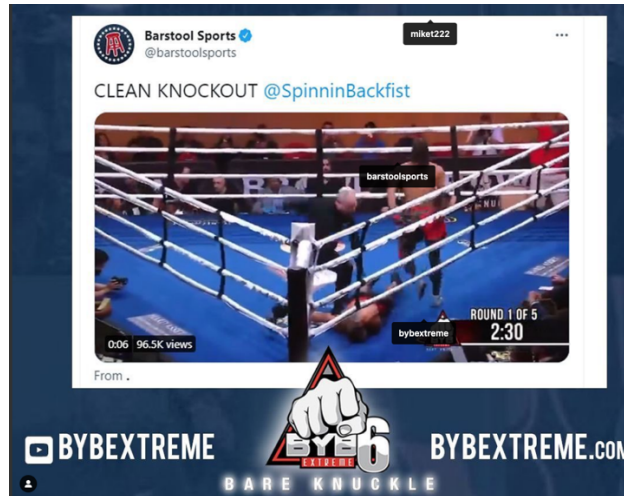 Barstool Sports
@barstoolsports
miket222
CLEAN KNOCKOUT @SpinninBackfist
barstoolsports
ROUND 1 OF 5
2:30
bybextreme
0:06 96.5K views
From .
BYBEXTREME
BYB 6
EXTREME
BYBEXTREME.COM
BARE KNUCKLE